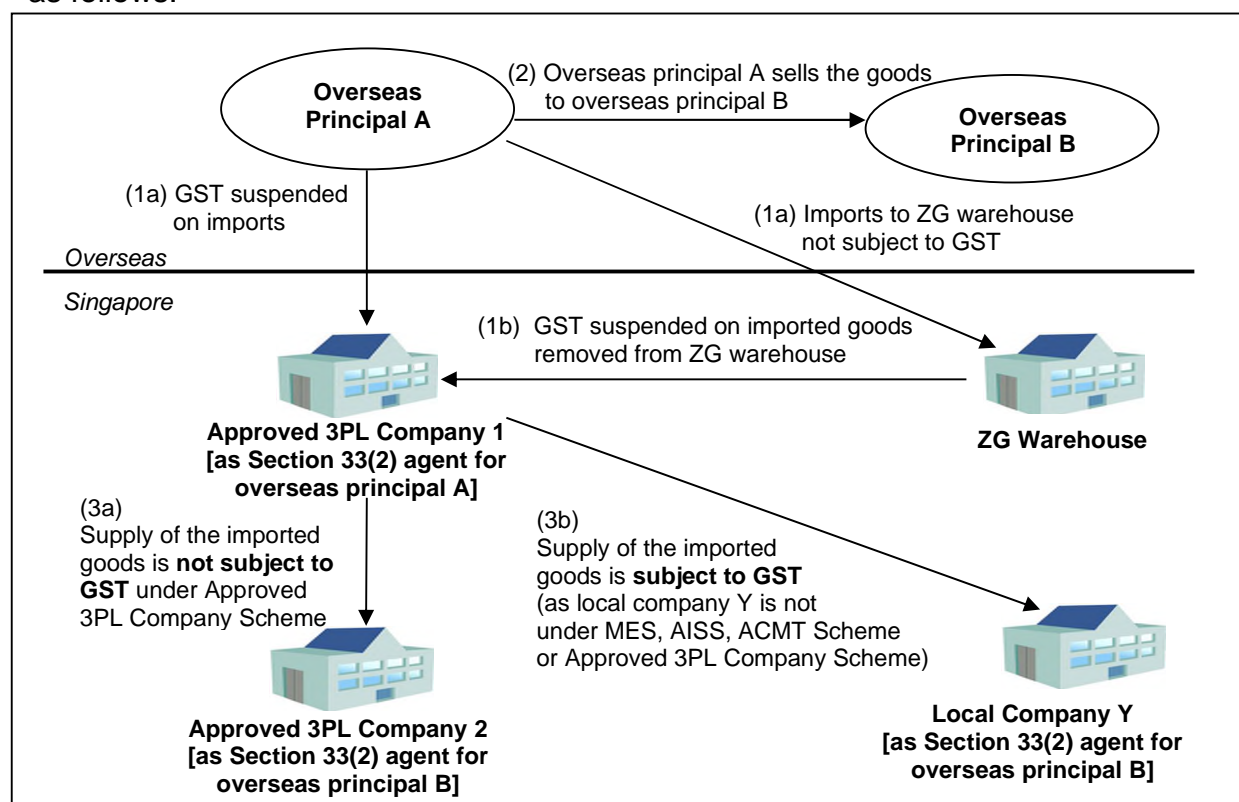 as follows:
Overseas
Principal A
(2) Overseas principal A sells the goods
to overseas principal B
Overseas
Principal B
(1a) GST suspended
on imports
(1a) Imports to ZG warehouse
not subject to GST
Overseas
Singapore
(1b) GST suspended on imported goods
removed from ZG warehouse
Approved 3PL Company 1
[as Section 33(2) agent for
overseas principal A]
ZG Warehouse
(3a)
Supply of the imported
goods is not subject to
GST under Approved
3PL Company Scheme
(3b)
Supply of the imported
goods is subject to GST
(as local company Y is not
under MES, AISS, ACMT Scheme
or Approved 3PL Company Scheme)
Approved 3PL Company 2
[as Section 33(2) agent for
overseas principal B]
Local Company Y
[as Section 33(2) agent for
overseas principal B]